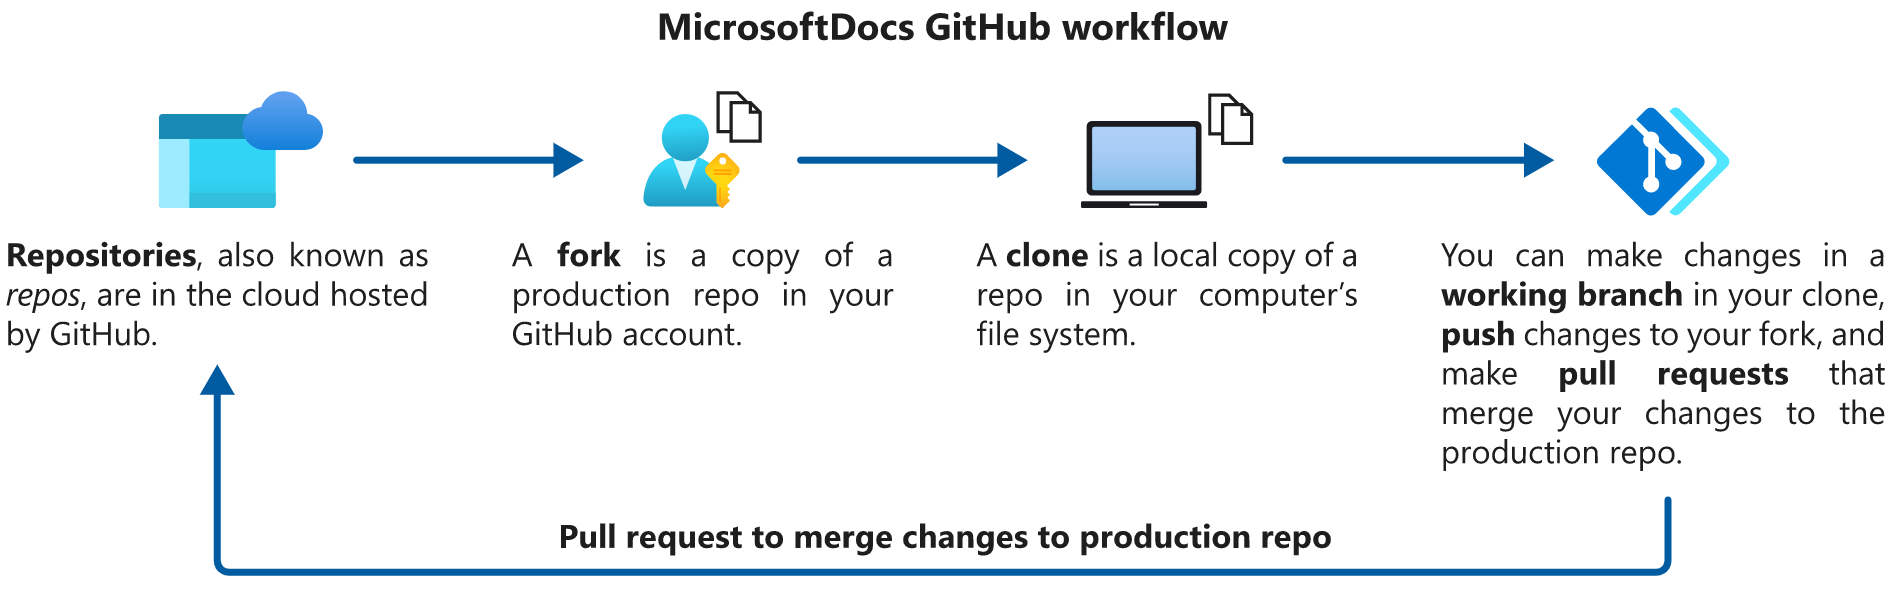 MicrosoftDocs GitHub workflow
Repositories, also known as
repos, are in the cloud hosted
by GitHub.
A fork is a copy of a
production repo in your
GitHub account.
A clone is a local copy of a
repo in your computer’s
file system.
You can make changes in a
working branch in your clone,
push changes to your fork, and
make pull requests that
merge your changes to the
production repo.
Pull request to merge changes to production repo